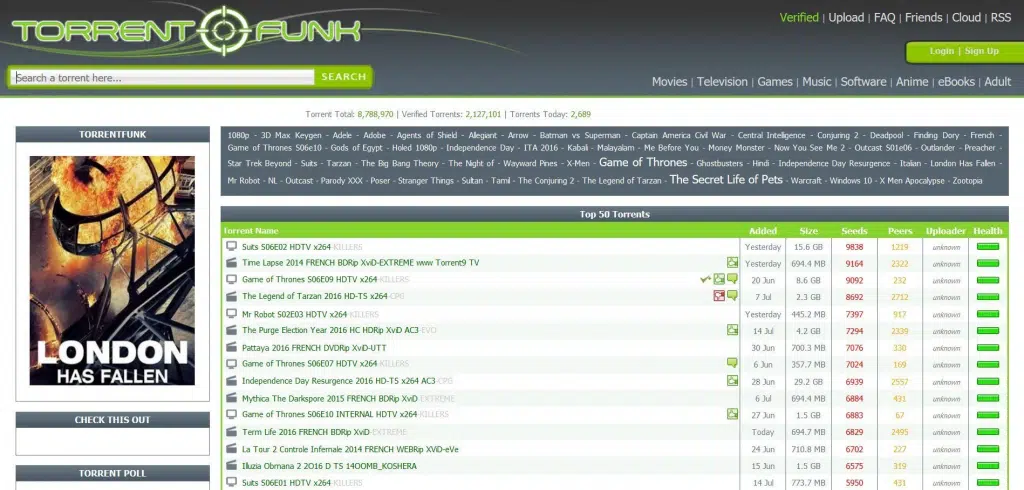 TORRENT FUNK
Verified | Upload | FAQ | Friends | Cloud | RSS
Login | Sign Up
Search a torrent here...
SEARCH
Movies | Television | Games | Music | Software | Anime | eBooks | Adult
Torrent Total: 8,788,970 | Verified Torrents: 2,127,101 | Torrents Today: 2,689
TORRENTFUNK
LONDON
HAS FALLEN
CHECK THIS OUT
TORRENT POLL
1080p - 3D Max Keygen - Adele - Adobe - Agents of Shield - Allegiant - Arrow - Batman vs Superman - Captain America Civil War - Central Intelligence - Conjuring 2 - Deadpool - Finding Dory - French -
Game of Thrones S06e10 - Gods of Egypt - Holed 1080p - Independence Day - ITA 2016 - Kabali - Malayalam - Me Before You - Money Monster - Now You See Me 2 - Outcast S01e06 - Outlander - Preacher -
Star Trek Beyond - Suits - Tarzan - The Big Bang Theory - The Night of - Wayward Pines - X-Men - Game of Thrones - Ghostbusters - Hindi - Independence Day Resurgence - Italian - London Has Fallen -
Mr Robot - NL - Outcast - Parody XXX - Poser - Stranger Things - Sultan - Tamil - The Conjuring 2 - The Legend of Tarzan - The Secret Life of Pets - Warcraft - Windows 10 - X Men Apocalypse - Zootopia
Top 50 Torrents
Torrent Name Added Size Seeds Peers Uploader Health
Suits S06E02 HDTV x264-KILLERS Yesterday 15.6 GB 9838 1219 unknown
Time Lapse 2014 FRENCH BDRip XviD-EXTREME www Torrent9 TV Yesterday 694.4 MB 9164 2322 unknown
Game of Thrones S06E09 HDTV x264-KILLERS 20 Jun 8.6 GB 9092 232 unknown
The Legend of Tarzan 2016 HD-TS x264-CPG 7 Jul 2.3 GB 8692 2712 unknown
Mr Robot S02E03 HDTV x264-KILLERS Yesterday 445.2 MB 7397 917 unknown
The Purge Election Year 2016 HC HDRip XviD AC3-EVO 14 Jul 4.2 GB 7294 2339 unknown
Pattaya 2016 FRENCH DVDRip XviD-UTT 30 Jun 700.3 MB 7076 330 unknown
Game of Thrones S06E07 HDTV x264-KILLERS 6 Jun 357.7 MB 7024 169 unknown
Independence Day Resurgence 2016 HD-TS x264 AC3-CPG 28 Jun 29.2 GB 6939 2557 unknown
Mythica The Darkspore 2015 FRENCH BDRip XviD-EXTREME 6 Jul 694.4 MB 6884 431 unknown
Game of Thrones S06E10 INTERNAL HDTV x264-KILLERS 27 Jun 1.5 GB 6883 67 unknown
Term Life 2016 FRENCH BDRip XviD-EXTREME Today 694.7 MB 6829 2495 unknown
La Tour 2 Controle Infernale 2014 FRENCH WEBRip XviD-eVe 24 Jun 710.8 MB 6702 227 unknown
Illuzia Obmana 2 2O16 D TS 14OOMB_KOSHERA 15 Jun 1.5 GB 6575 319 unknown
Suits S06E01 HDTV x264-KILLERS 14 Jul 773.7 MB 5950 431 unknown